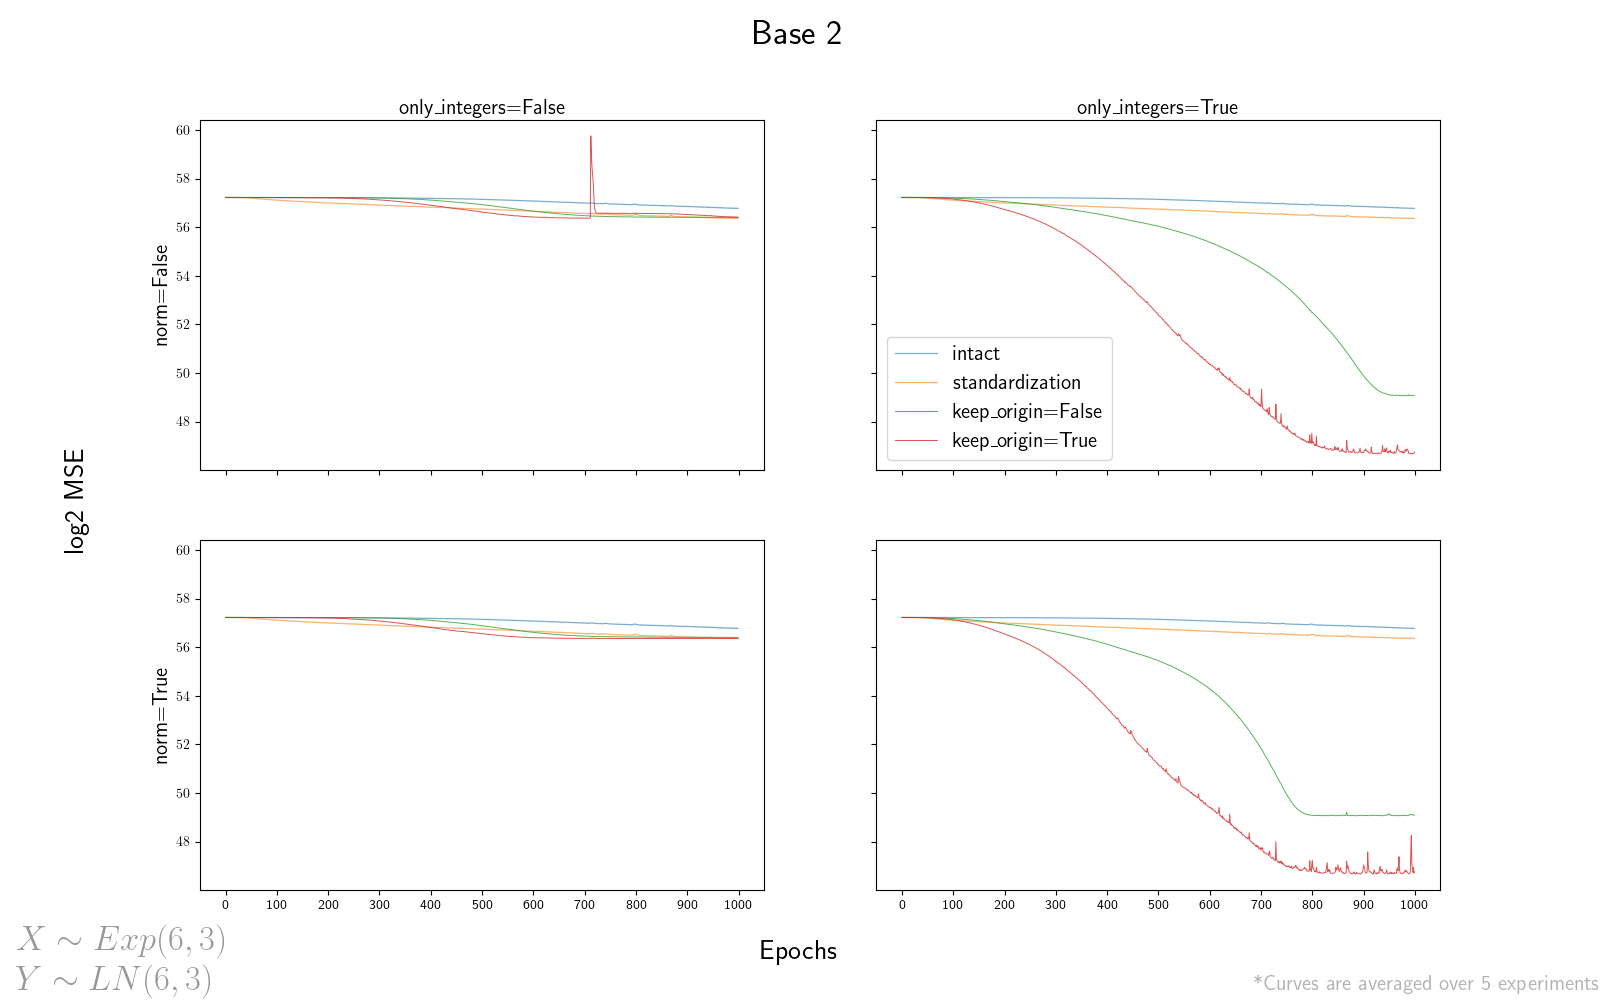 Base 2
only_integers=False
only_integers=True
60
58
56
54
52
50
48
norm=False
intact
standardization
keep_origin=False
keep_origin=True
log2 MSE
60
58
56
54
52
50
48
norm=True
0 100 200 300 400 500 600 700 800 900 1000
0 100 200 300 400 500 600 700 800 900 1000
Epochs
X ∼ Exp(6, 3)
Y ∼ LN(6, 3)
*Curves are averaged over 5 experiments